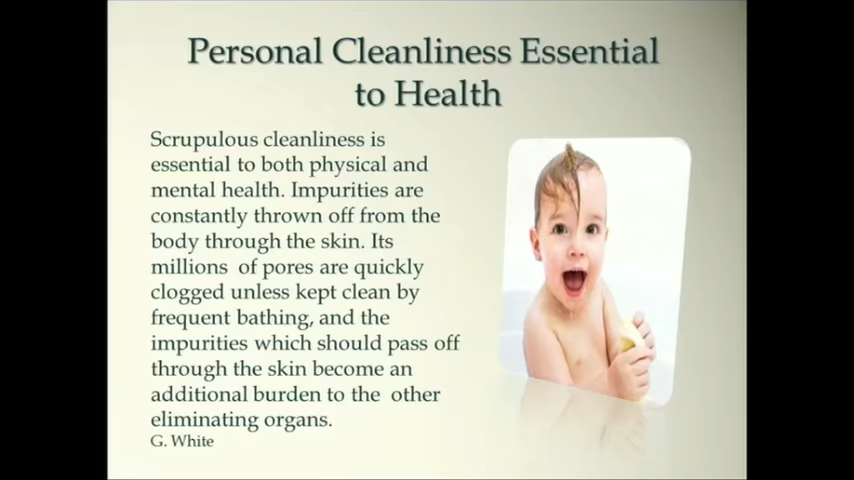 Personal Cleanliness Essential
to Health
Scrupulous cleanliness is
essential to both physical and
mental health. Impurities are
constantly thrown off from the
body through the skin. Its
millions of pores are quickly
clogged unless kept clean by
frequent bathing, and the
impurities which should pass off
through the skin become an
additional burden to the other
eliminating organs.
G. White